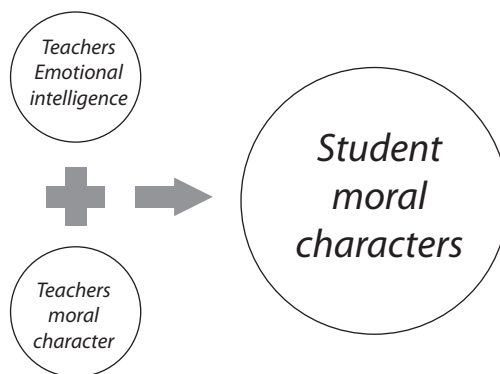 Teachers
Emotional
intelligence
Teachers
moral
character
Student
moral
characters